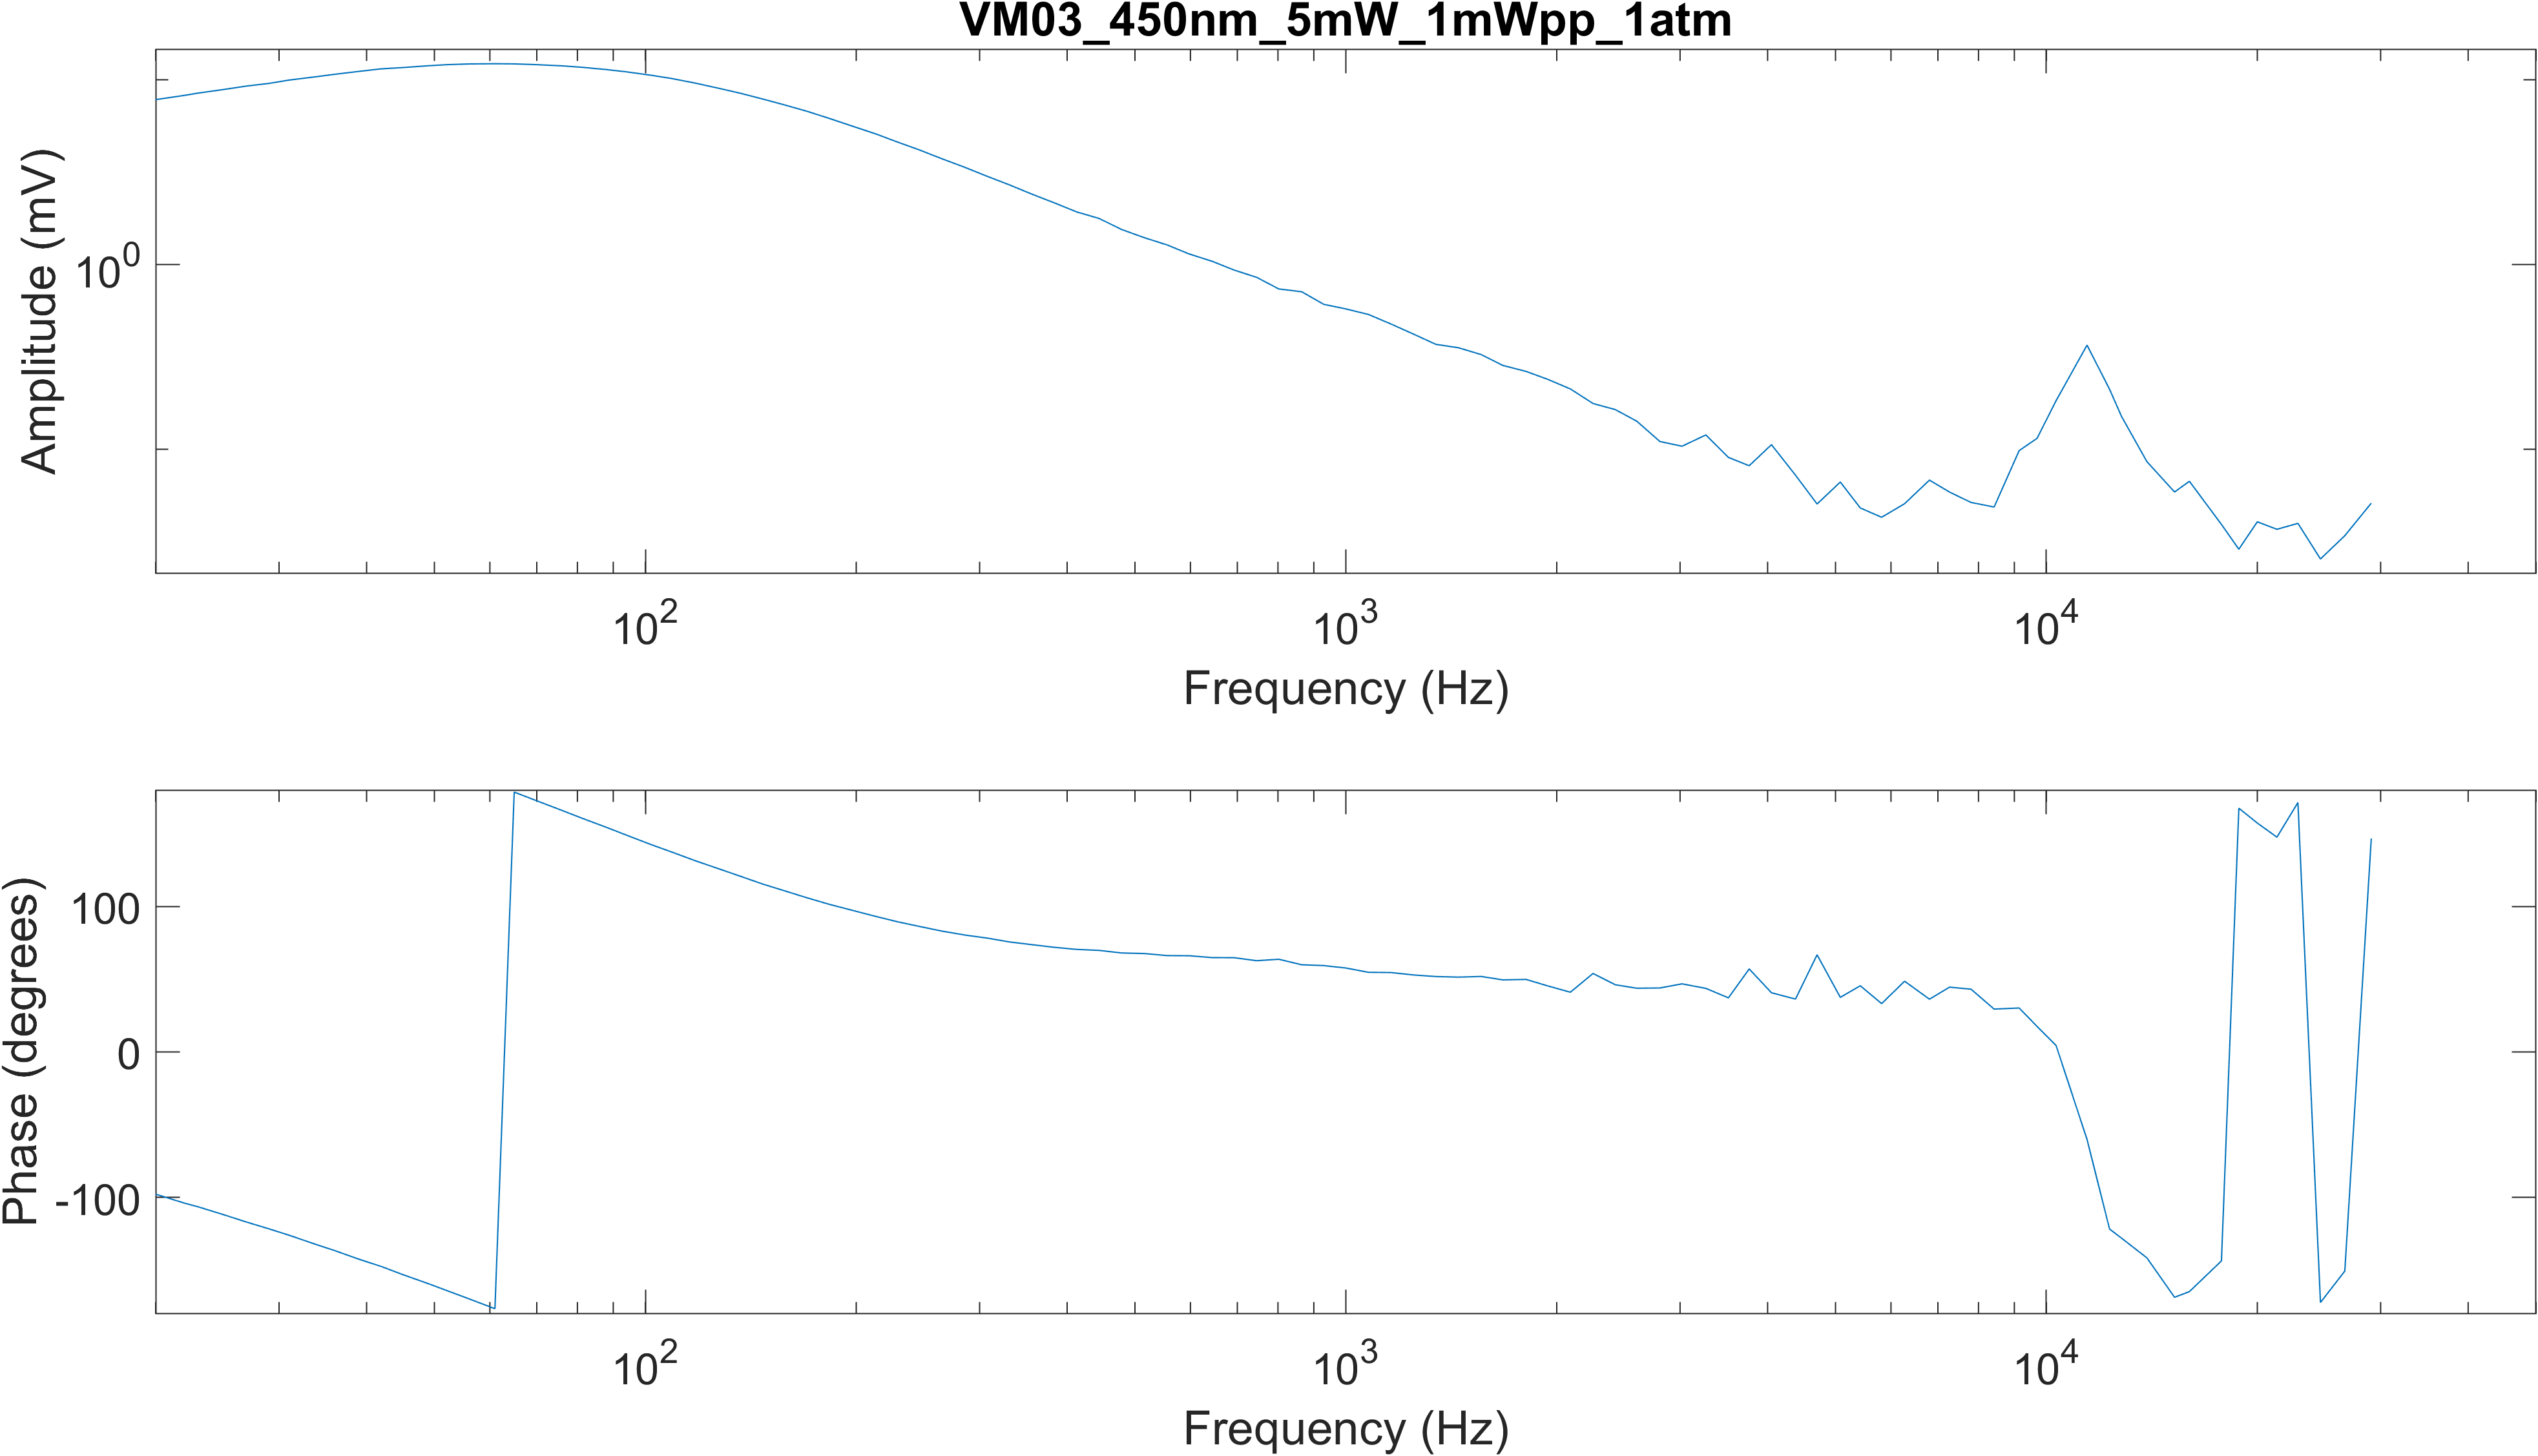 VM03_450nm_5mW_1mWpp_1atm
Amplitude (mV)
10^0
10^2
10^3
10^4
Frequency (Hz)
Phase (degrees)
100
0
-100
10^2
10^3
10^4
Frequency (Hz)